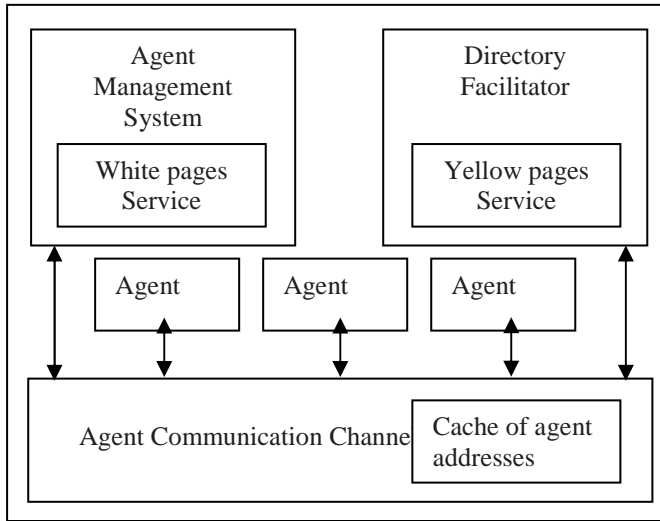 Agent
Management
System
White pages
Service
Directory
Facilitator
Yellow pages
Service
Agent
Agent
Agent
Agent Communication Channe
Cache of agent
addresses